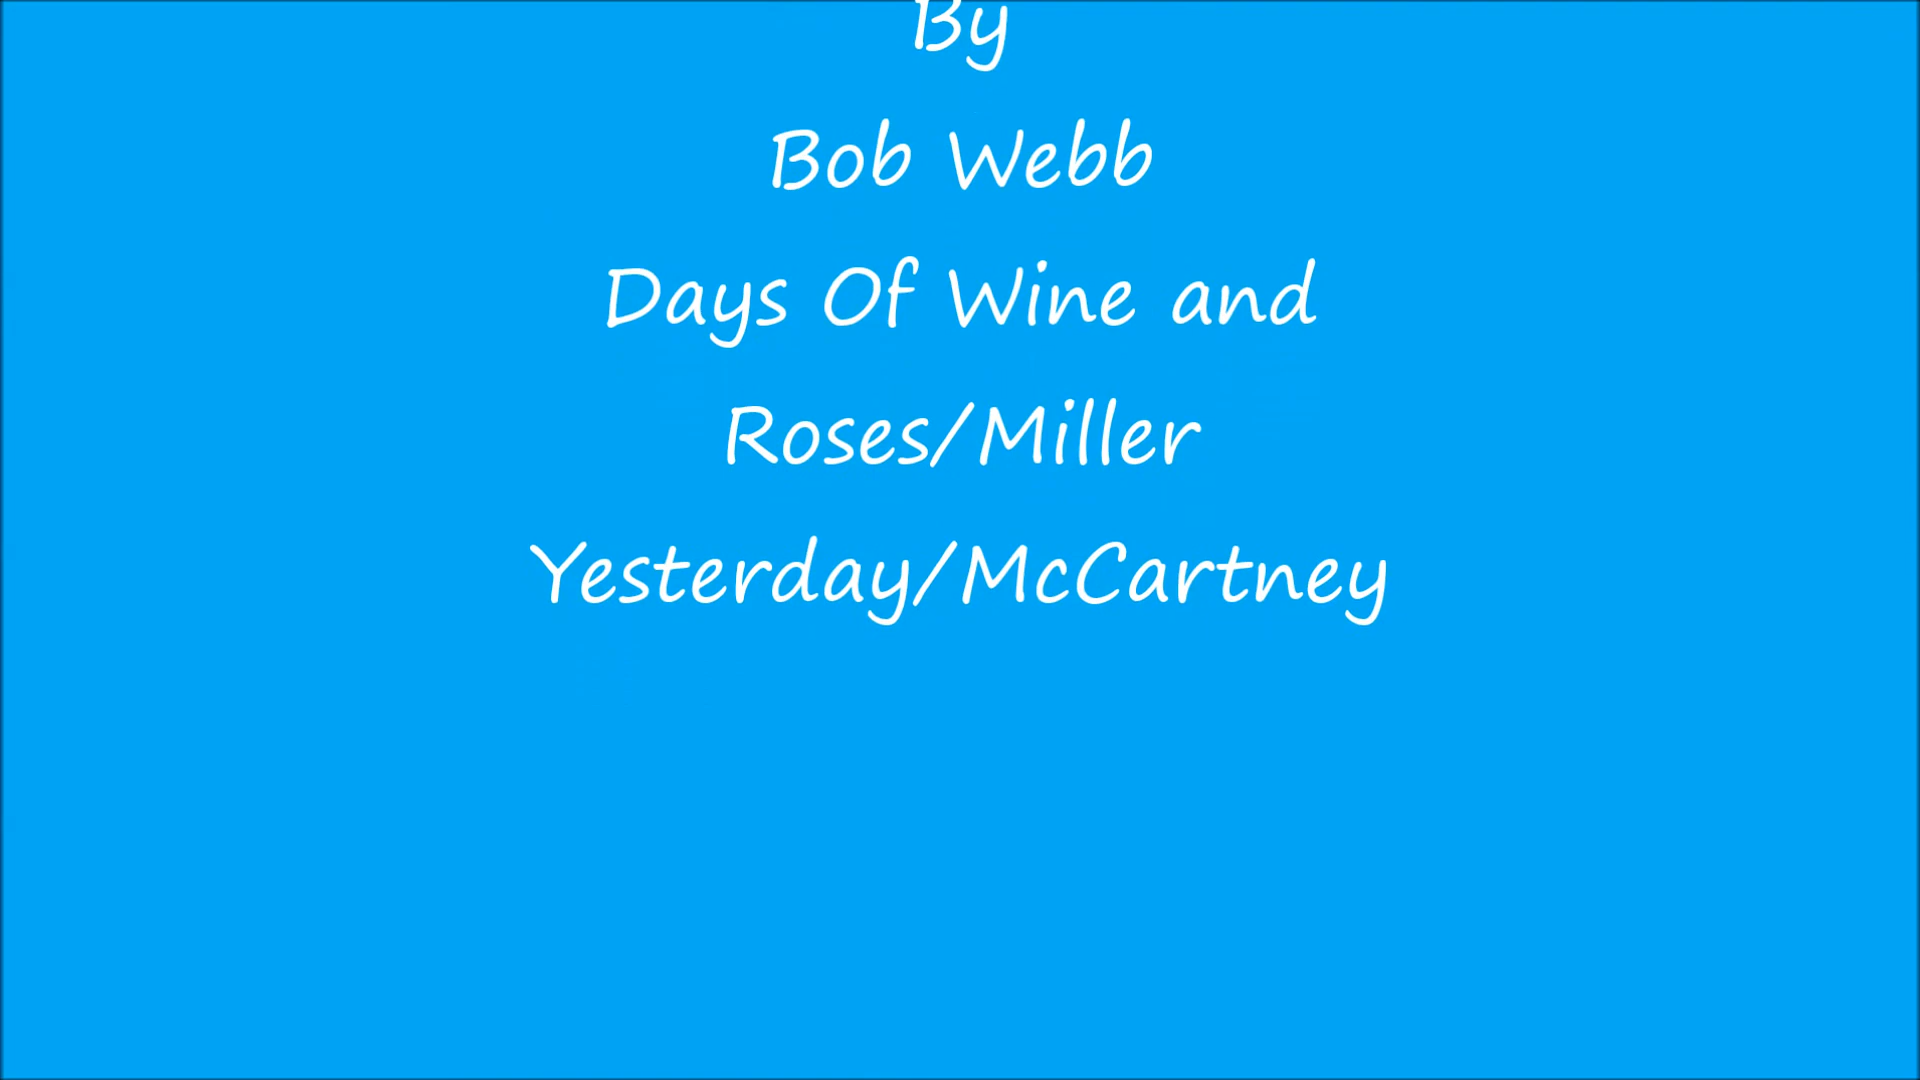 By
Bob Webb
Days Of Wine and
Roses/Miller
Yesterday/McCartney